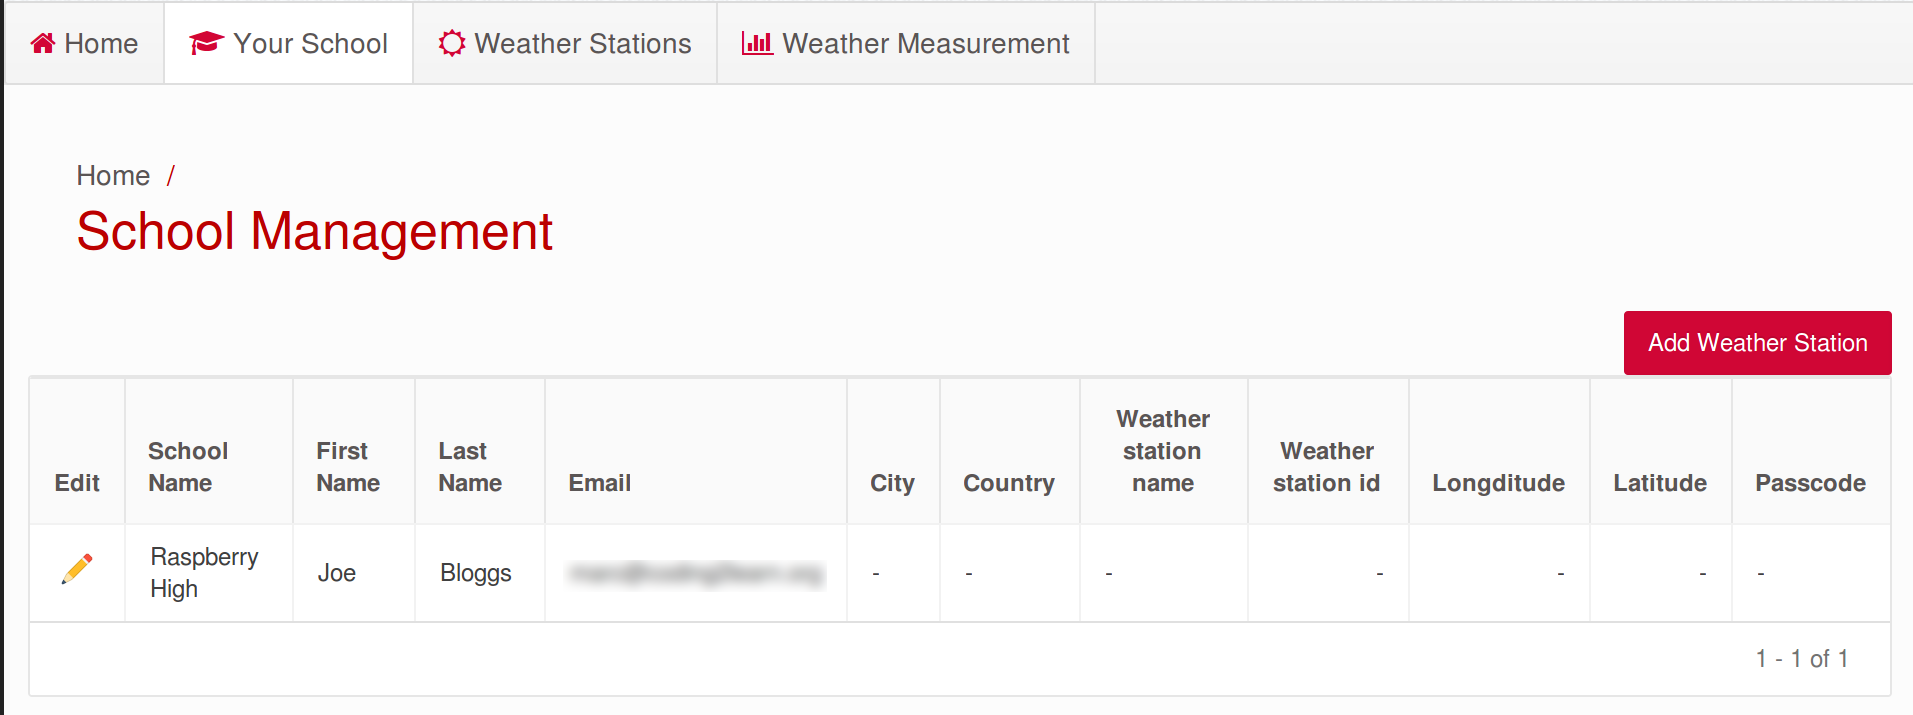 Home Your School Weather Stations Weather Measurement
Home /
School Management
Add Weather Station
Edit School Name First Name Last Name Email City Country Weather station name Weather station id Longditude Latitude Passcode
Raspberry High Joe Bloggs - - - - - - -
1 - 1 of 1